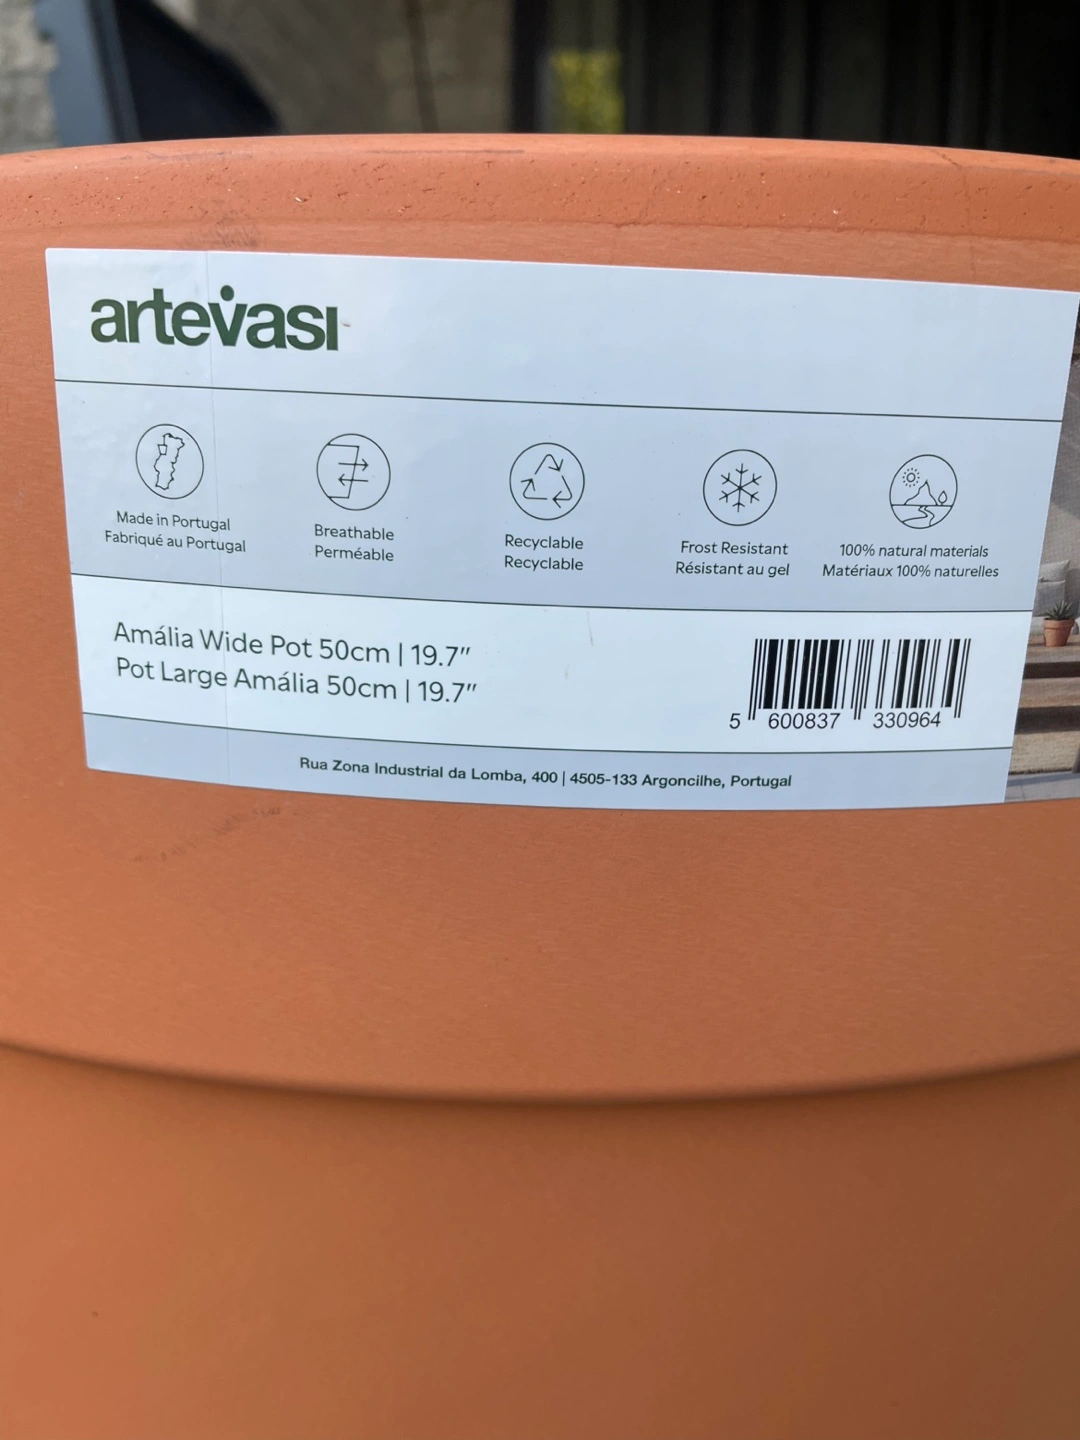 artevasi
Made in Portugal
Fabriqué au Portugal
Breathable
Perméable
Recyclable
Recyclable
Frost Resistant
Résistant au gel
100% natural materials
Matériaux 100% naturelles
Amália Wide Pot 50cm | 19.7"
Pot Large Amália 50cm | 19.7"
5 600837 330964
Rua Zona Industrial da Lomba, 400 | 4505-133 Argoncilhe, Portugal